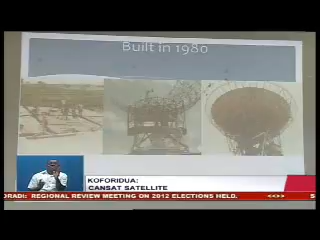 Built in 1980
KOFORIDUA:
CANSAT SATELLITE
ORADI: REGIONAL REVIEW MEETING ON 2012 ELECTIONS HELD.